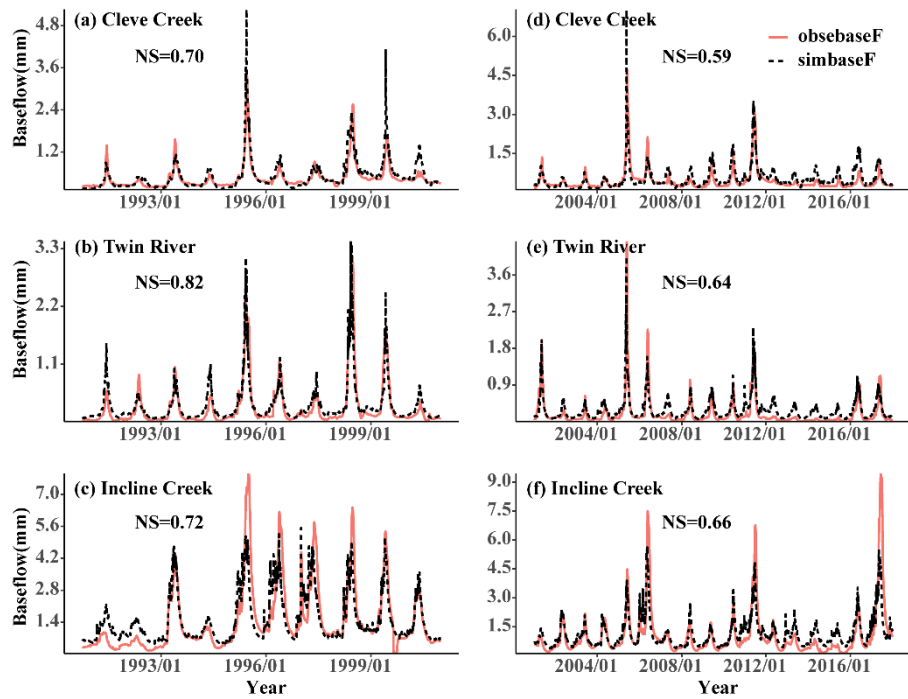 (a) Cleve Creek
NS=0.70
Baseflow(mm)
4.8
3.6
2.4
1.2
1993/01 1996/01 1999/01
(d) Cleve Creek
NS=0.59
obsebaseF
simbaseF
6.0
4.5
3.0
1.5
2004/01 2008/01 2012/01 2016/01
(b) Twin River
NS=0.82
Baseflow(mm)
3.3
2.2
1.1
1993/01 1996/01 1999/01
(e) Twin River
NS=0.64
3.6
2.7
1.8
0.9
2004/01 2008/01 2012/01 2016/01
(c) Incline Creek
NS=0.72
Baseflow(mm)
7.0
5.6
4.2
2.8
1.4
1993/01 1996/01 1999/01
Year
(f) Incline Creek
NS=0.66
9.0
7.5
6.0
4.5
3.0
1.5
2004/01 2008/01 2012/01 2016/01
Year